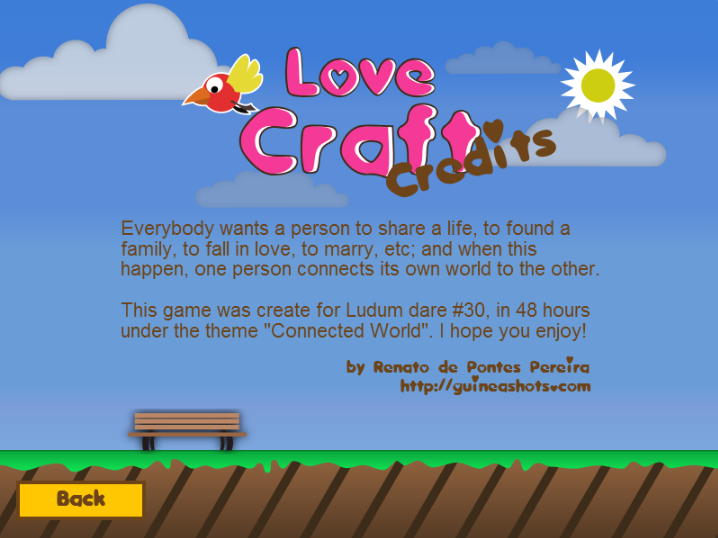 Love
Craft
Credits
Everybody wants a person to share a life, to found a
family, to fall in love, to marry, etc; and when this
happen, one person connects its own world to the other.
This game was create for Ludum dare #30, in 48 hours
under the theme "Connected World". I hope you enjoy!
by Renato de Pontes Pereira
http://guineashots.com
Back